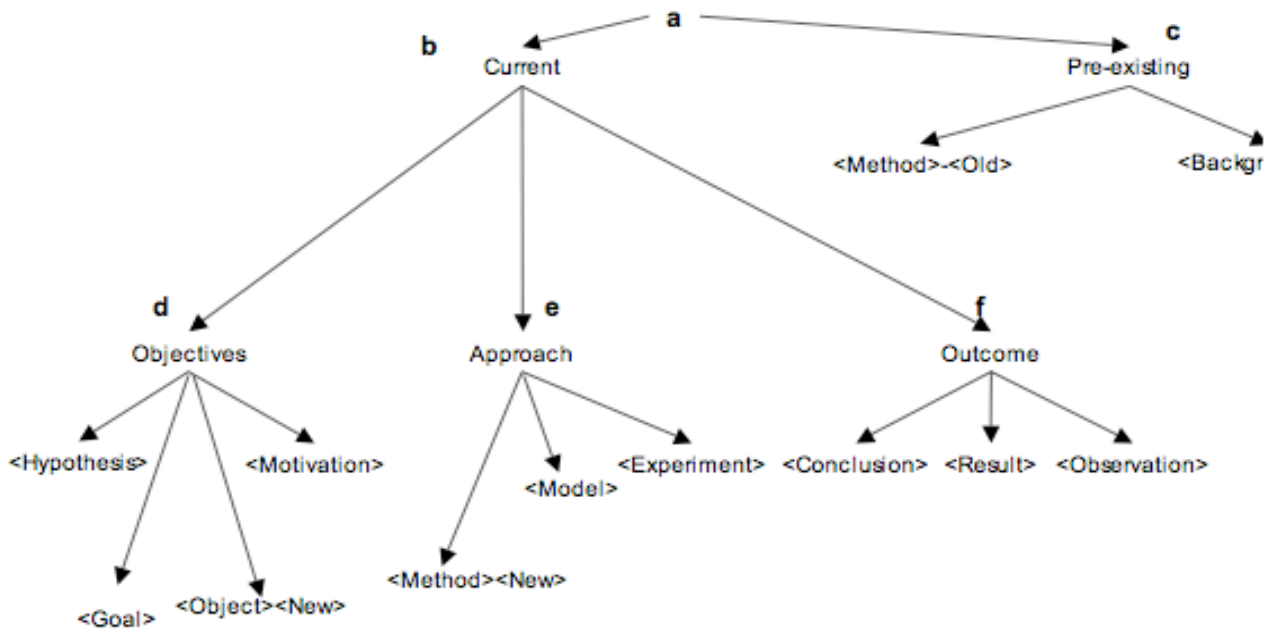 a
b
c
Current
Pre-existing
<Method>-<Old>
<Backgr
d
e
f
Objectives
Approach
Outcome
<Hypothesis>
<Motivation>
<Experiment>
<Conclusion>
<Result>
<Observation>
<Model>
<Method><New>
<Object><New>
<Goal>